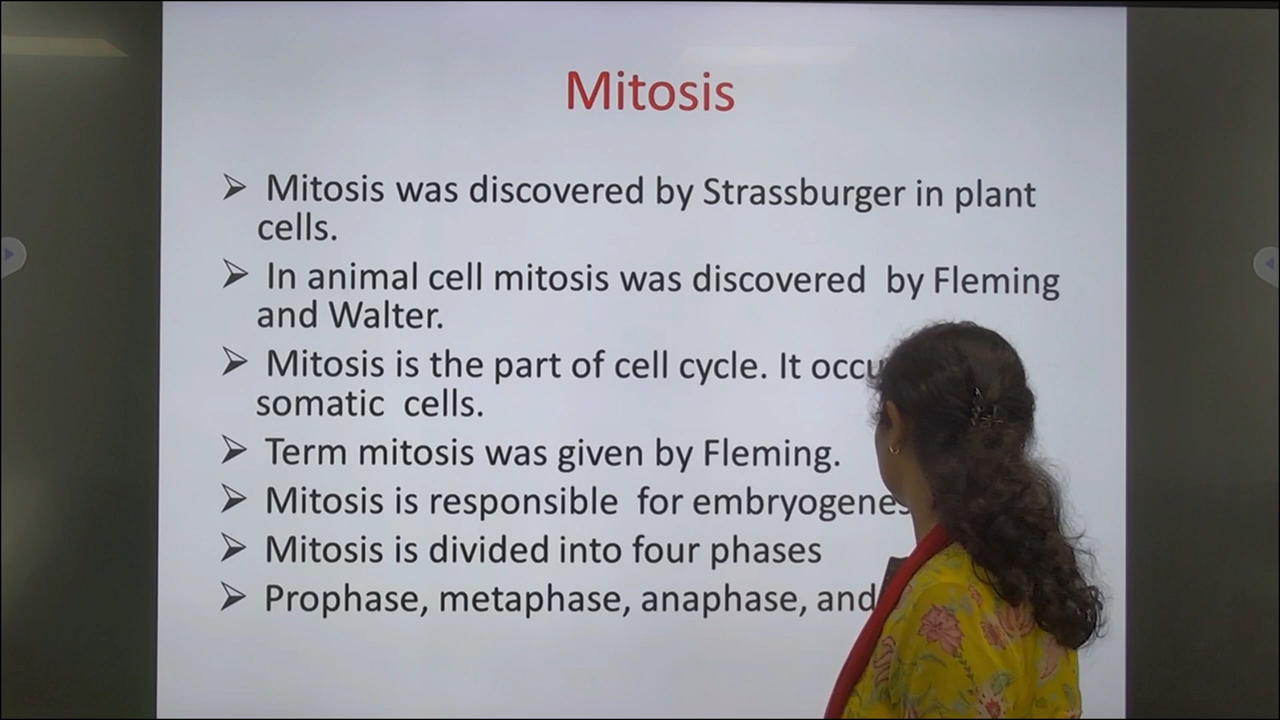 Mitosis
➢ Mitosis was discovered by Strassburger in plant
cells.
➢ In animal cell mitosis was discovered by Fleming
and Walter.
➢ Mitosis is the part of cell cycle. It
somatic cells.
➢ Term mitosis was given by Fleming.
➢ Mitosis is responsible for
➢ Mitosis is divided into four phases
➢ Prophase, metaphase, anaphase, and